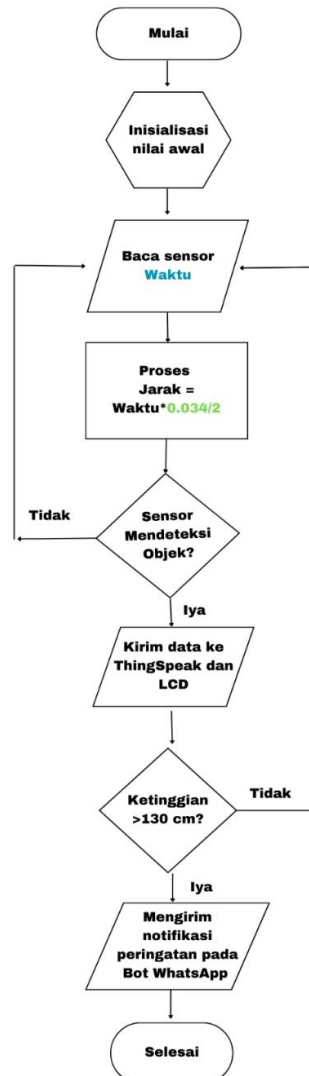 Mulai
Inisialisasi
nilai awal
Baca sensor
Waktu
Proses
Jarak =
Waktu*0.034/2
Tidak
Sensor
Mendeteksi
Objek?
Iya
Kirim data ke
ThingSpeak dan
LCD
Ketinggian
>130 cm?
Tidak
Iya
Mengirim
notifikasi
peringatan pada
Bot WhatsApp
Selesai